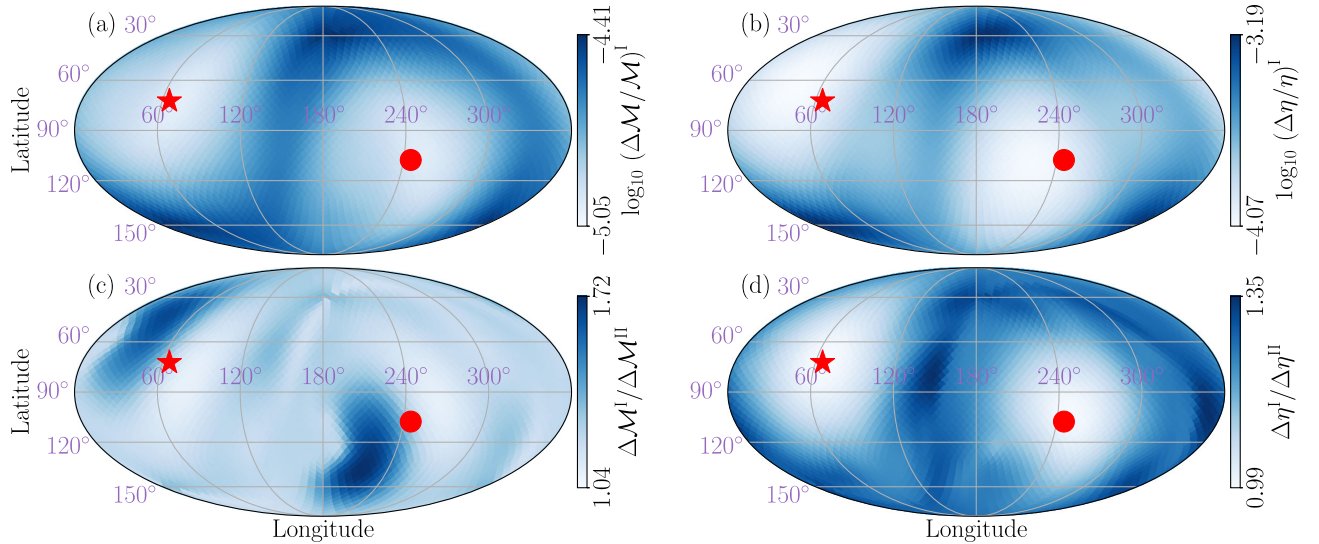 (a)
30°
60°
90°
120°
150°
60° 120° 180° 240° 300°
Latitude
−4.41
−5.05
log₁₀ (Δℳ/ℳ)ᴵ
(b)
30°
60°
90°
120°
150°
60° 120° 180° 240° 300°
−3.19
−4.07
log₁₀ (Δη/η)ᴵ
(c)
30°
60°
90°
120°
150°
60° 120° 180° 240° 300°
Latitude
Longitude
1.72
1.04
Δℳᴵ/Δℳᴵᴵ
(d)
30°
60°
90°
120°
150°
60° 120° 180° 240° 300°
Longitude
1.35
0.99
Δηᴵ/Δηᴵᴵ